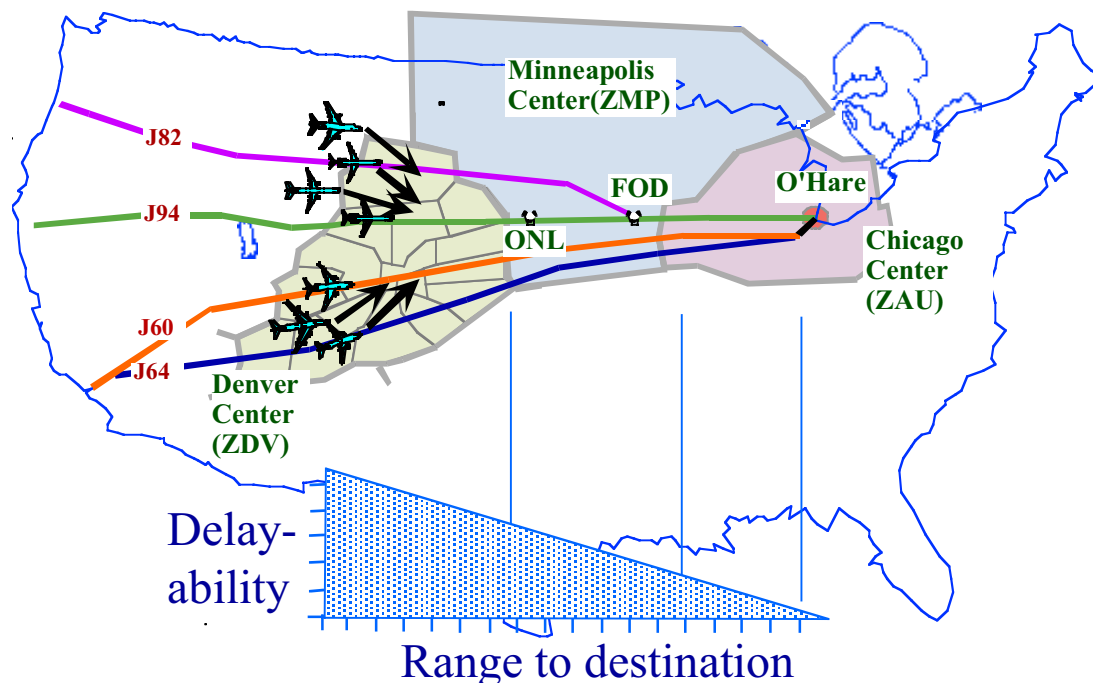 Minneapolis
Center(ZMP)
J82
FOD
O'Hare
J94
ONL
Chicago
Center
(ZAU)
J60
J64
Denver
Center
(ZDV)
Delay-
ability
Range to destination